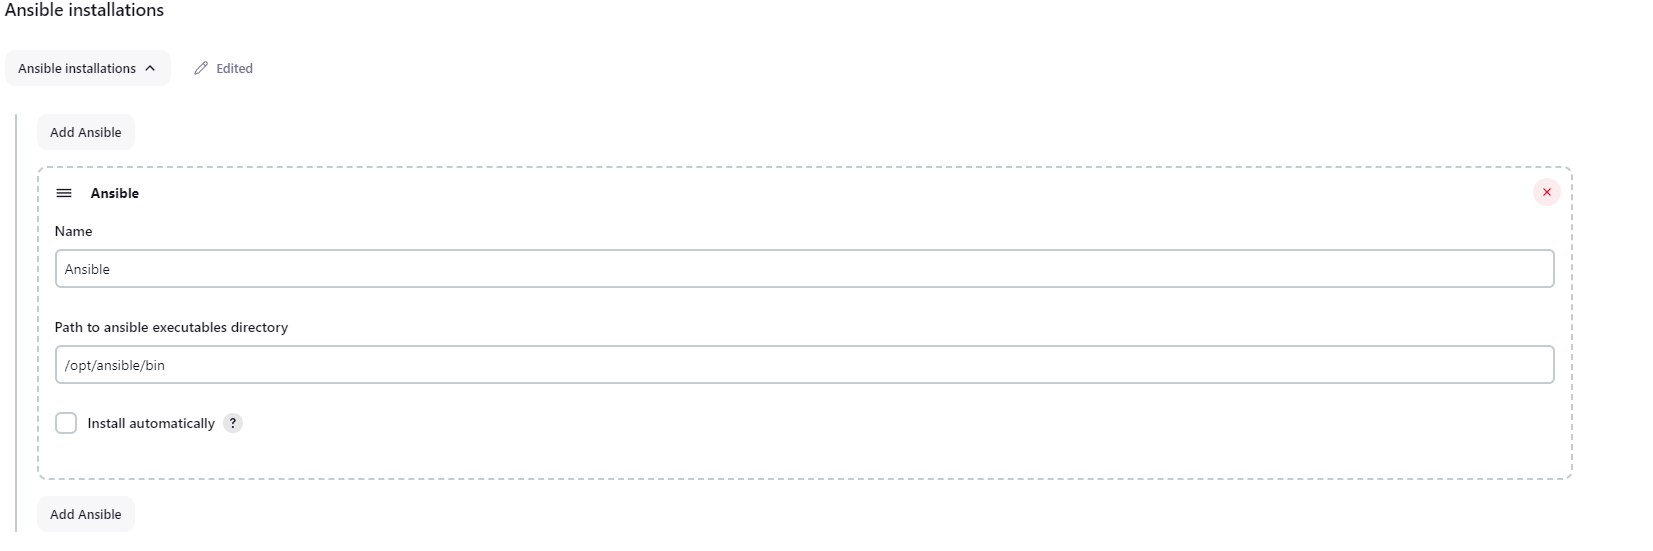 Ansible installations
Ansible installations
Edited
Add Ansible
Ansible
Name
Ansible
Path to ansible executables directory
/opt/ansible/bin
Install automatically ?
Add Ansible